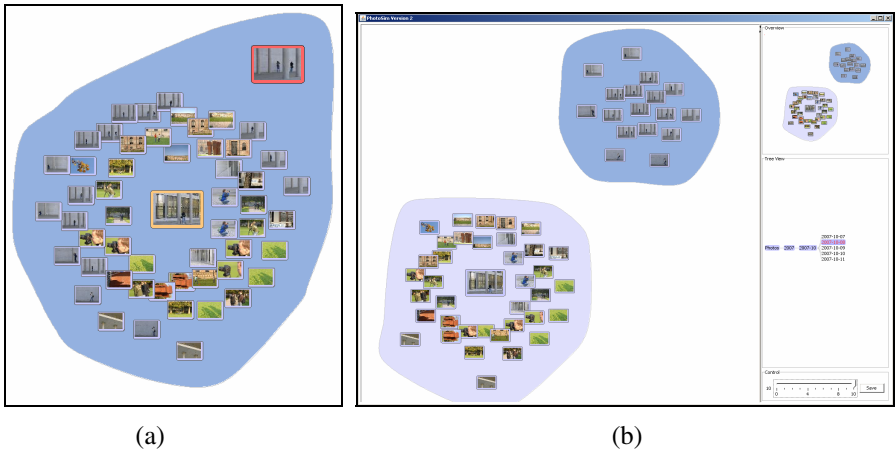 PhotoSim Version 2
Overview
Tree View
2007-10-07
2007-10-08
Photos 2007 2007-10 2007-10-09
2007-10-10
2007-10-11
Control
10
0 4 8 10
Save
(a) (b)